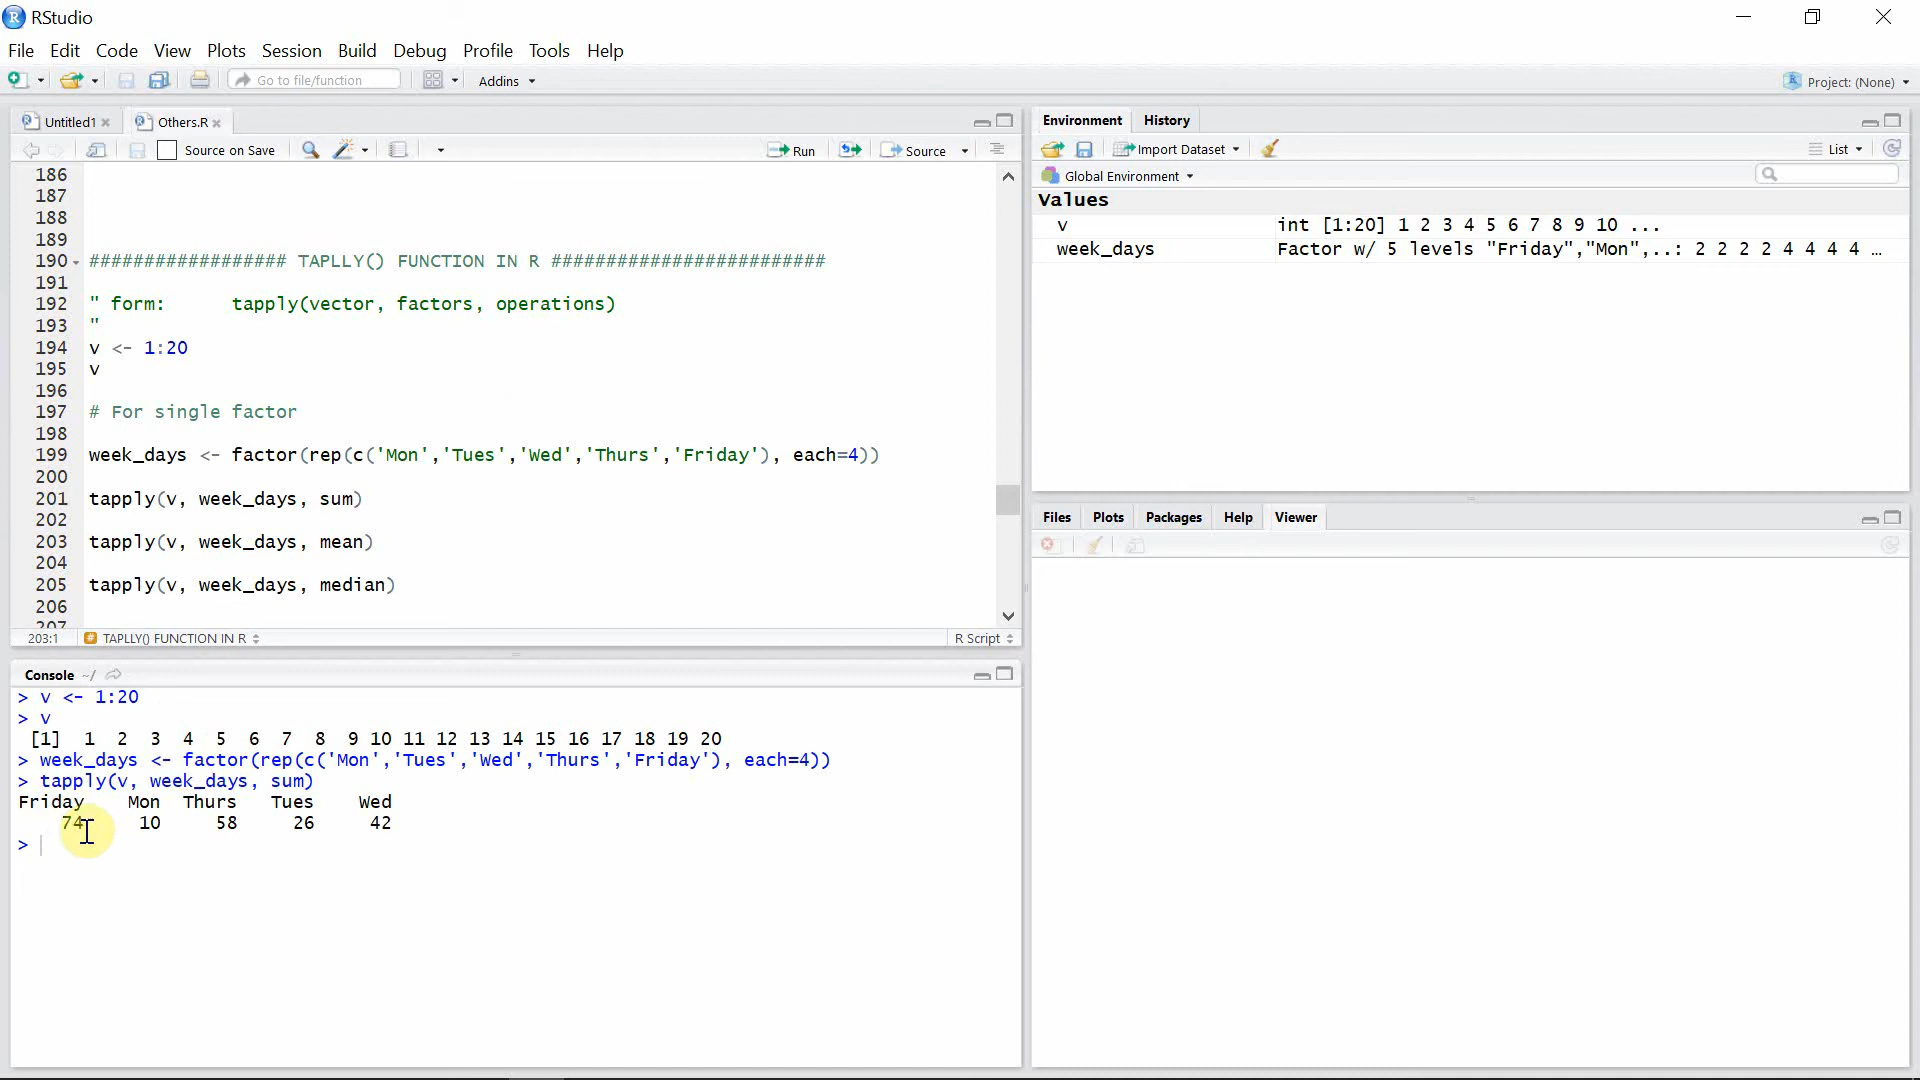 RStudio
File Edit Code View Plots Session Build Debug Profile Tools Help
Go to file/function Addins Project: (None)
Untitled1 Others.R
Source on Save Run Source
186
187
188
189
190 ################## TAPLLY() FUNCTION IN R #########################
191
192 " form:      tapply(vector, factors, operations)
193 "
194 v <- 1:20
195 v
196
197 # For single factor
198
199 week_days <- factor(rep(c('Mon','Tues','Wed','Thurs','Friday'), each=4))
200
201 tapply(v, week_days, sum)
202
203 tapply(v, week_days, mean)
204
205 tapply(v, week_days, median)
206
207
203:1 TAPLLY() FUNCTION IN R R Script
Console ~/
> v <- 1:20
> v
[1]  1  2  3  4  5  6  7  8  9 10 11 12 13 14 15 16 17 18 19 20
> week_days <- factor(rep(c('Mon','Tues','Wed','Thurs','Friday'), each=4))
> tapply(v, week_days, sum)
Friday    Mon  Thurs   Tues    Wed
    74     10     58     26     42
>
Environment History
Import Dataset List
Global Environment
Values
v int [1:20] 1 2 3 4 5 6 7 8 9 10 ...
week_days Factor w/ 5 levels "Friday","Mon",..: 2 2 2 2 4 4 4 4 …
Files Plots Packages Help Viewer